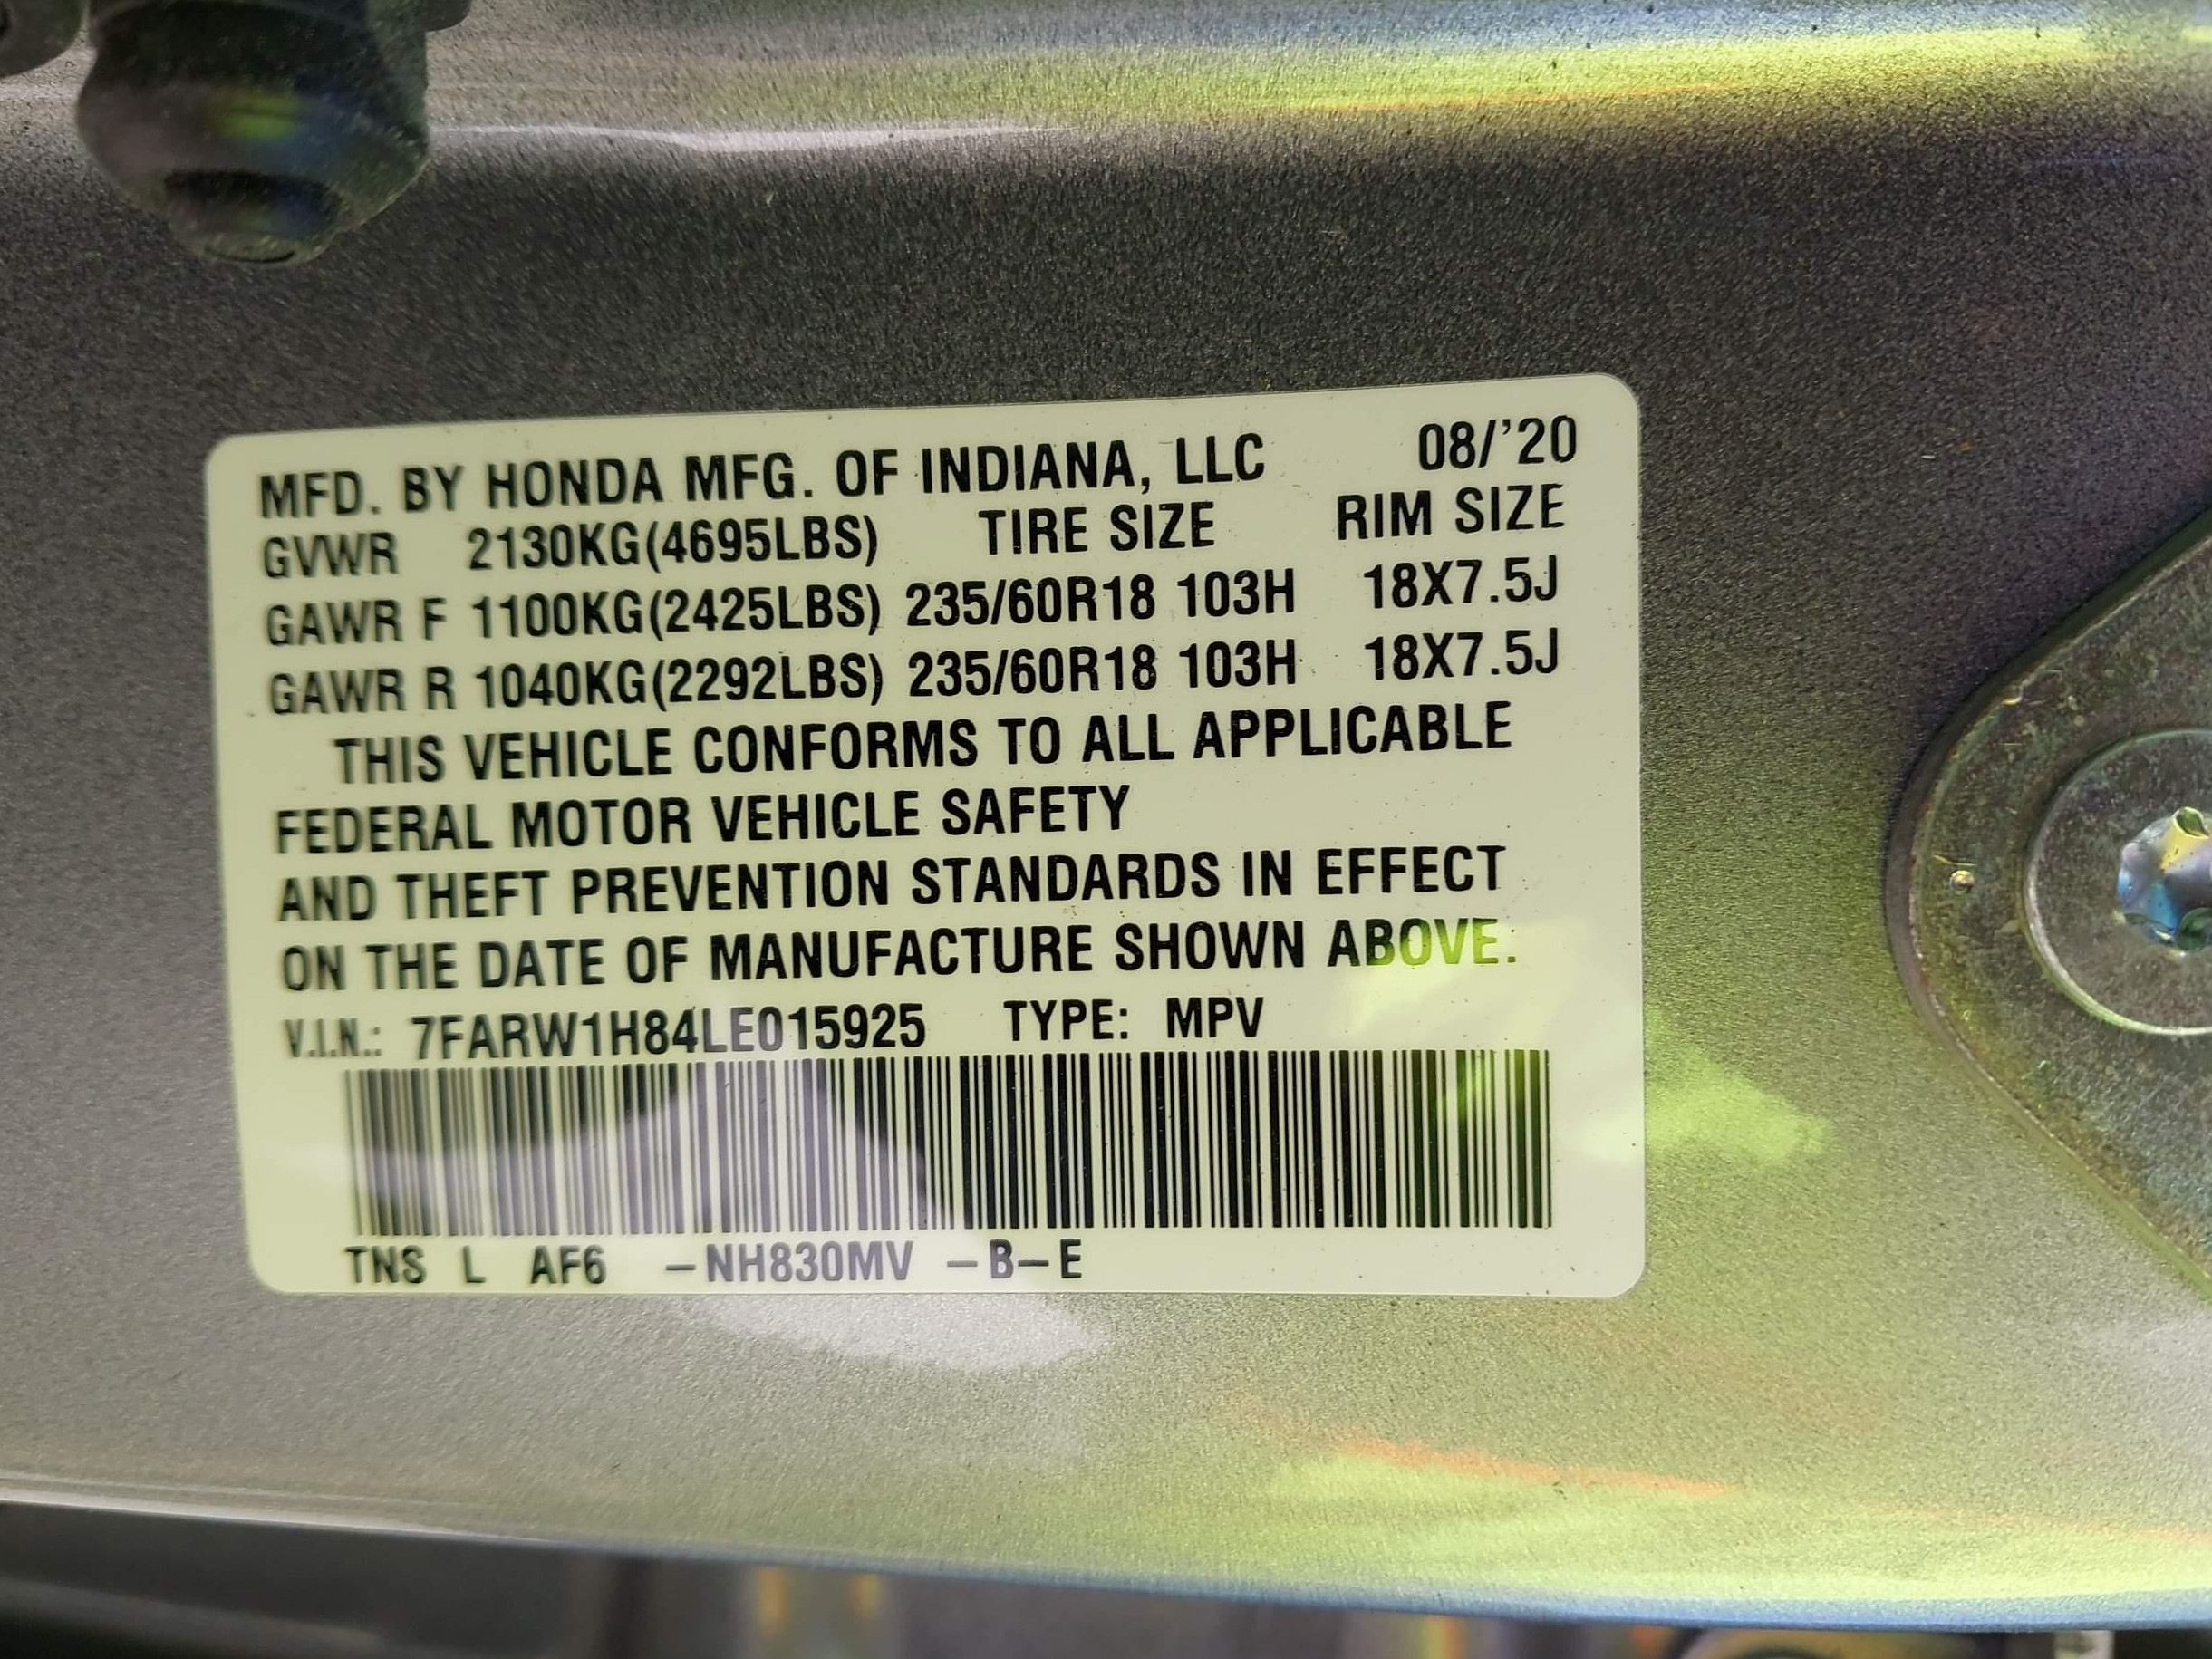 MFD. BY HONDA MFG. OF INDIANA, LLC 08/'20
GVWR 2130KG(4695LBS) TIRE SIZE RIM SIZE
GAWR F 1100KG(2425LBS) 235/60R18 103H 18X7.5J
GAWR R 1040KG(2292LBS) 235/60R18 103H 18X7.5J
THIS VEHICLE CONFORMS TO ALL APPLICABLE
FEDERAL MOTOR VEHICLE SAFETY
AND THEFT PREVENTION STANDARDS IN EFFECT
ON THE DATE OF MANUFACTURE SHOWN ABOVE.
V.I.N.: 7FARW1H84LE015925 TYPE: MPV
TNS L AF6 –NH830MV –B–E